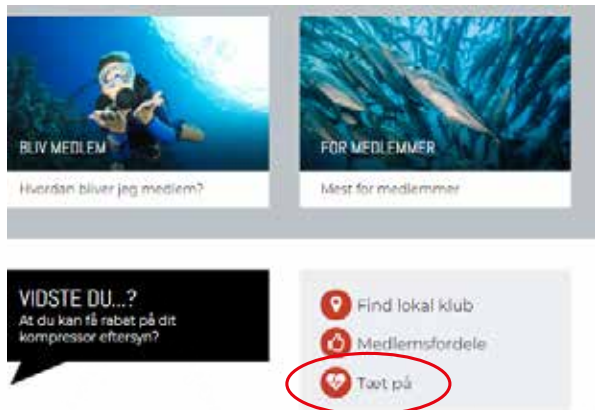 BLIV MEDLEM
Hvordan bliver jeg medlem?
FOR MEDLEMMER
Mest for medlemmer
VIDSTE DU...?
At du kan få rabet på dit
kompressor eftersyn?
Find lokal klub
Medlemsfordele
Tæt på